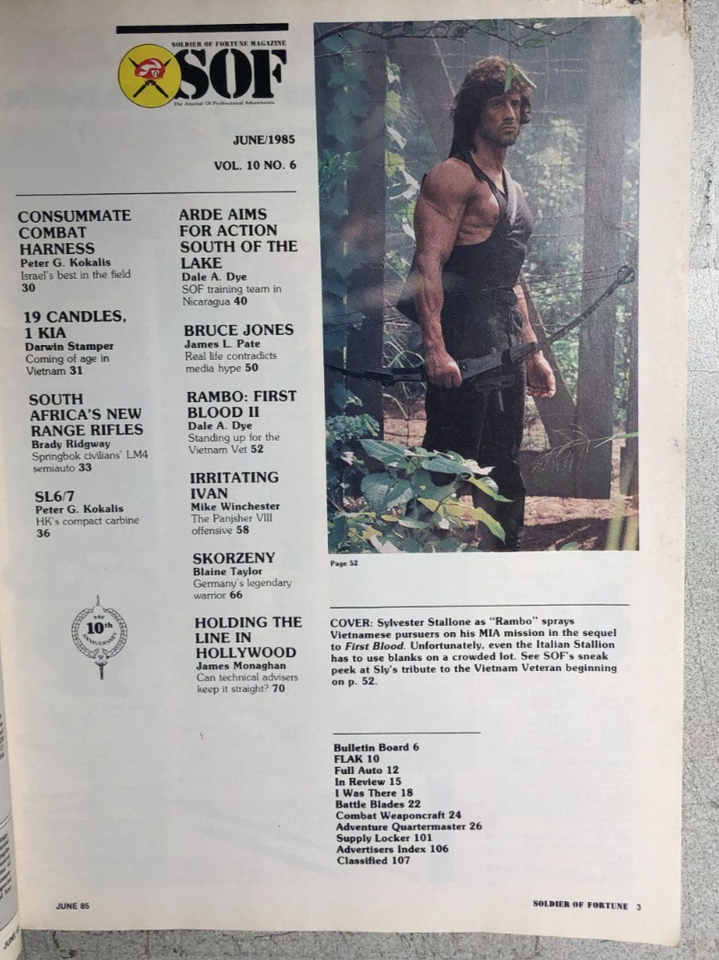 SOLDIER OF FORTUNE MAGAZINE
SOF
The Journal Of Professional Adventurers
JUNE/1985
VOL. 10 NO. 6
CONSUMMATE
COMBAT
HARNESS
Peter G. Kokalis
Israel's best in the field
30
19 CANDLES,
1 KIA
Darwin Stamper
Coming of age in
Vietnam 31
SOUTH
AFRICA'S NEW
RANGE RIFLES
Brady Ridgway
Springbok civilians' LM4
semiauto 33
SL6/7
Peter G. Kokalis
HK's compact carbine
36
SOF
10th
ANNIVERSARY
ARDE AIMS
FOR ACTION
SOUTH OF THE
LAKE
Dale A. Dye
SOF training team in
Nicaragua 40
BRUCE JONES
James L. Pate
Real life contradicts
media hype 50
RAMBO: FIRST
BLOOD II
Dale A. Dye
Standing up for the
Vietnam Vet 52
IRRITATING
IVAN
Mike Winchester
The Panjsher VIII
offensive 58
SKORZENY
Blaine Taylor
Germany's legendary
warrior 66
HOLDING THE
LINE IN
HOLLYWOOD
James Monaghan
Can technical advisers
keep it straight? 70
Page 52
COVER: Sylvester Stallone as "Rambo" sprays
Vietnamese pursuers on his MIA mission in the sequel
to First Blood. Unfortunately, even the Italian Stallion
has to use blanks on a crowded lot. See SOF's sneak
peek at Sly's tribute to the Vietnam Veteran beginning
on p. 52.
Bulletin Board 6
FLAK 10
Full Auto 12
In Review 15
I Was There 18
Battle Blades 22
Combat Weaponcraft 24
Adventure Quartermaster 26
Supply Locker 101
Advertisers Index 106
Classified 107
JUNE 85
SOLDIER OF FORTUNE 3